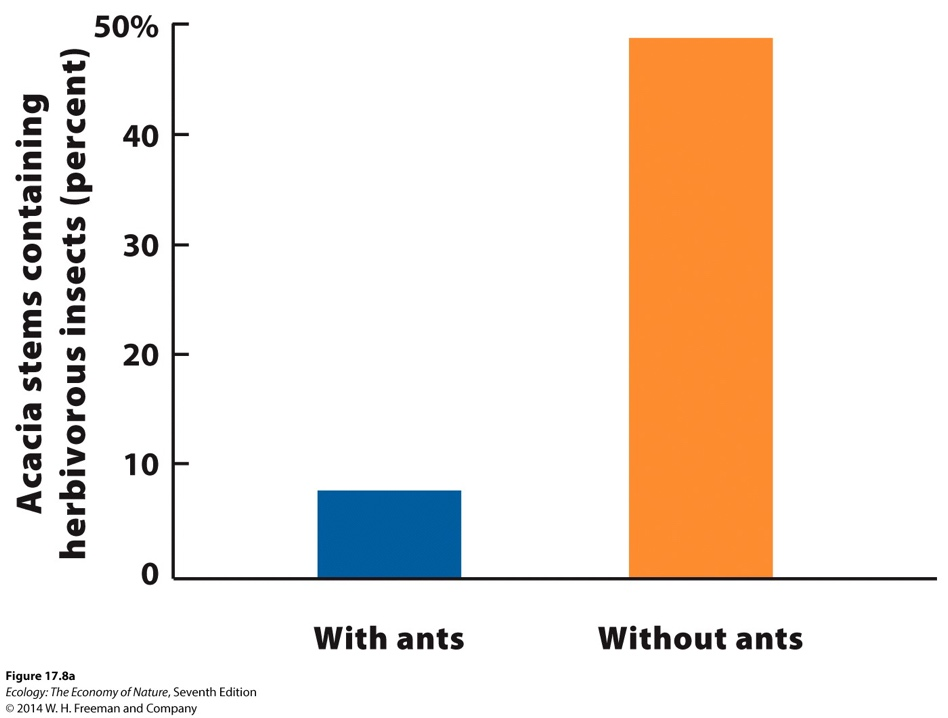 Acacia stems containing
herbivorous insects (percent)
50%
40
30
20
10
0
With ants
Without ants
Figure 17.8a
Ecology: The Economy of Nature, Seventh Edition
© 2014 W. H. Freeman and Company